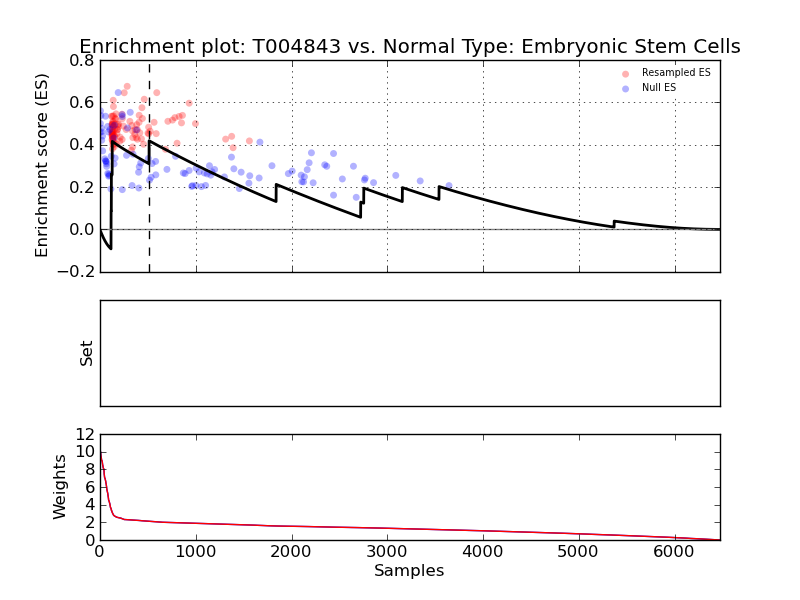 Enrichment plot: T004843 vs. Normal Type: Embryonic Stem Cells
Enrichment score (ES)
0.8
0.6
0.4
0.2
0.0
−0.2
Resampled ES
Null ES
Set
Weights
12
10
8
6
4
2
0
0 1000 2000 3000 4000 5000 6000
Samples